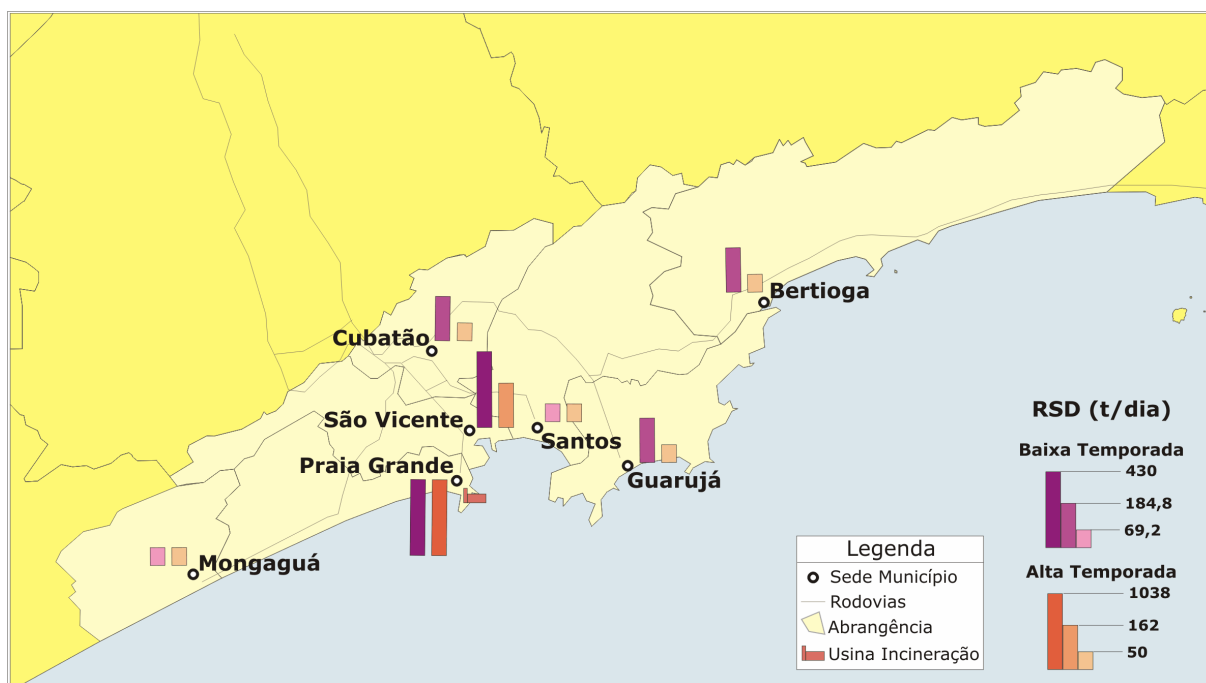 Bertioga
Cubatão
São Vicente
Santos
Praia Grande
Guarujá
Mongaguá
Legenda
Sede Município
Rodovias
Abrangência
Usina Incineração
RSD (t/dia)
Baixa Temporada
430
184,8
69,2
Alta Temporada
1038
162
50